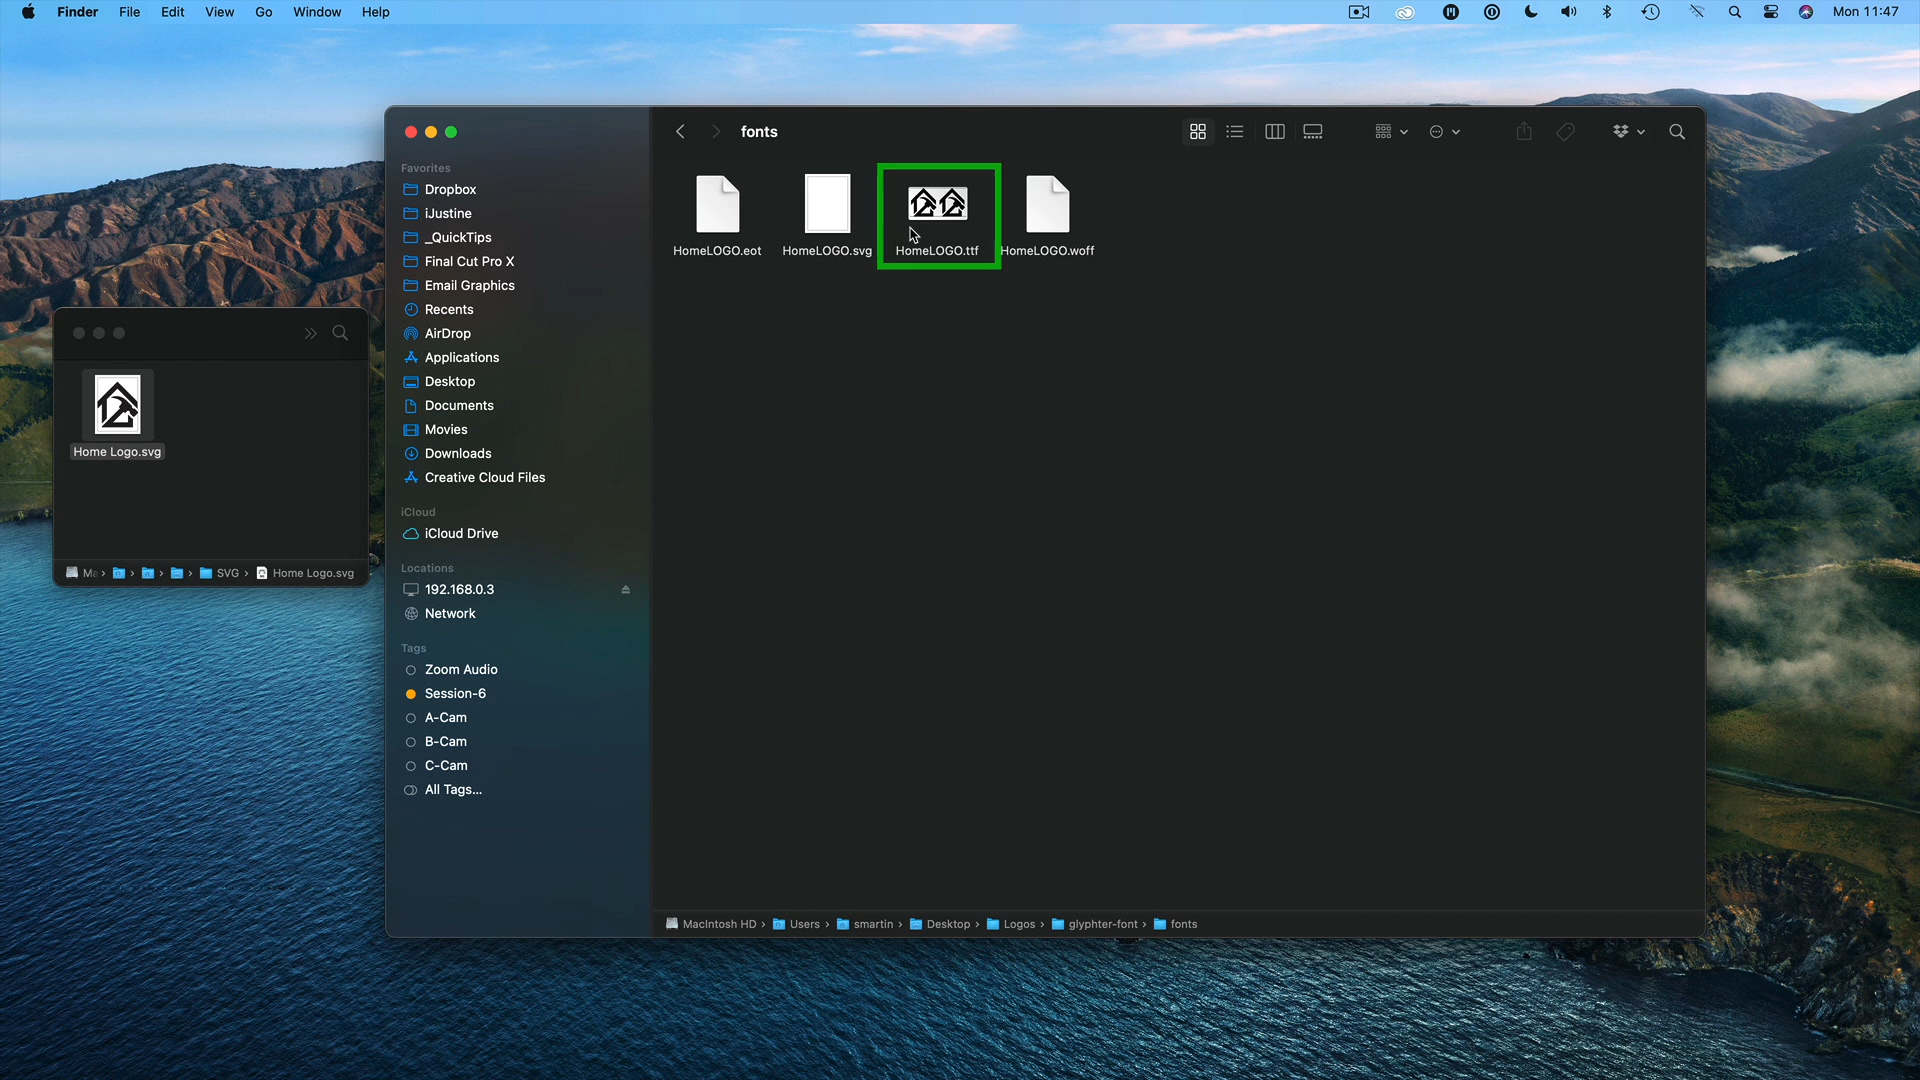 Finder File Edit View Go Window Help Mon 11:47
fonts
Favorites
Dropbox
iJustine
_QuickTips
Final Cut Pro X
Email Graphics
Recents
AirDrop
Applications
Desktop
Documents
Movies
Downloads
Creative Cloud Files
iCloud
iCloud Drive
Locations
192.168.0.3
Network
Tags
Zoom Audio
Session-6
A-Cam
B-Cam
C-Cam
All Tags...
HomeLOGO.eot HomeLOGO.svg HomeLOGO.ttf HomeLOGO.woff
MacIntosh HD › Users › smartin › Desktop › Logos › glyphter-font › fonts
Home Logo.svg
Ma › › › › SVG › Home Logo.svg